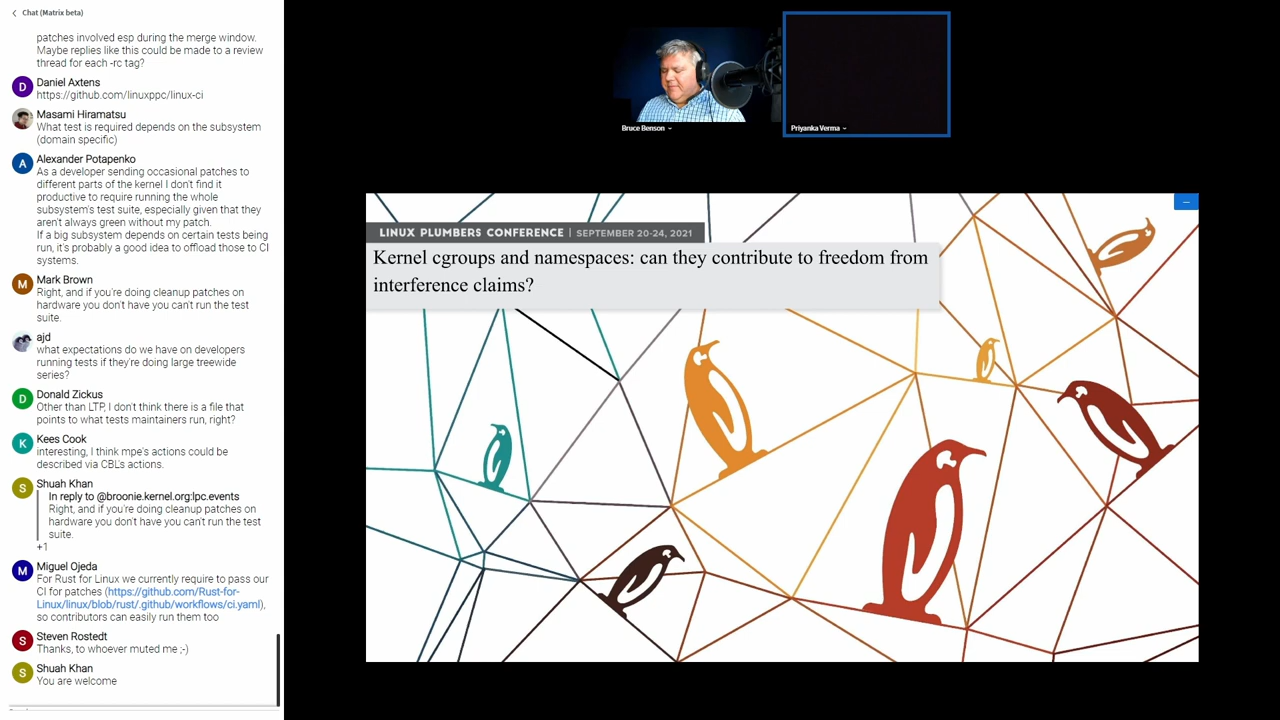 Chat (Matrix beta)
patches involved esp during the merge window.
Maybe replies like this could be made to a review
thread for each -rc tag?
D
Daniel Axtens
https://github.com/linuxppc/linux-ci
Masami Hiramatsu
What test is required depends on the subsystem
(domain specific)
A
Alexander Potapenko
As a developer sending occasional patches to
different parts of the kernel I don't find it
productive to require running the whole
subsystem's test suite, especially given that they
aren't always green without my patch.
If a big subsystem depends on certain tests being
run, it's probably a good idea to offload those to CI
systems.
M
Mark Brown
Right, and if you're doing cleanup patches on
hardware you don't have you can't run the test
suite.
ajd
what expectations do we have on developers
running tests if they're doing large treewide
series?
D
Donald Zickus
Other than LTP, I don't think there is a file that
points to what tests maintainers run, right?
K
Kees Cook
interesting, I think mpe's actions could be
described via CBL's actions.
S
Shuah Khan
In reply to @broonie.kernel.org:lpc.events
Right, and if you're doing cleanup patches on
hardware you don't have you can't run the test
suite.
+1
M
Miguel Ojeda
For Rust for Linux we currently require to pass our
CI for patches (https://github.com/Rust-for-
Linux/linux/blob/rust/.github/workflows/ci.yaml),
so contributors can easily run them too
S
Steven Rostedt
Thanks, to whoever muted me ;-)
S
Shuah Khan
You are welcome
Bruce Benson
Priyanka Verma
LINUX PLUMBERS CONFERENCE | SEPTEMBER 20-24, 2021
Kernel cgroups and namespaces: can they contribute to freedom from
interference claims?